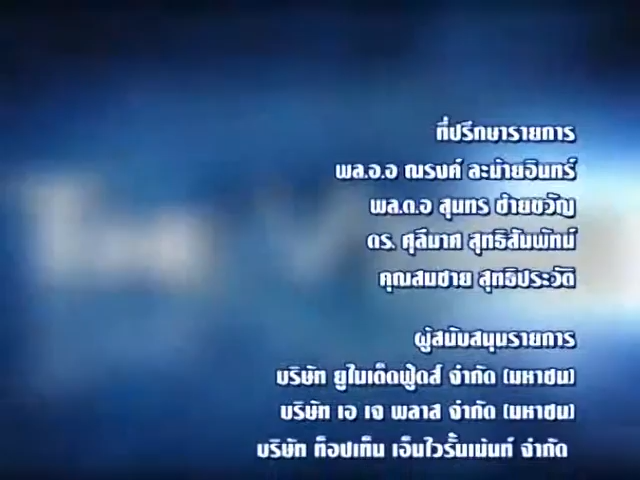 ที่ปรึกษารายการ
พล.อ.อ ณรงค์ ละม้ายอินทร์
พล.ต.อ สุนทร ซ้ายขวัญ
ดร. ศุลีมาศ สุทธิสัมพัทน์
คุณสมชาย สุทธิประวัติ
ผู้สนับสนุนรายการ
บริษัท ยูไนเต็ดฟู้ดส์ จำกัด (มหาชน)
บริษัท เอ เจ พลาส จำกัด (มหาชน)
บริษัท ท็อปเท็น เอ็นไวรั้นเม้นท์ จำกัด